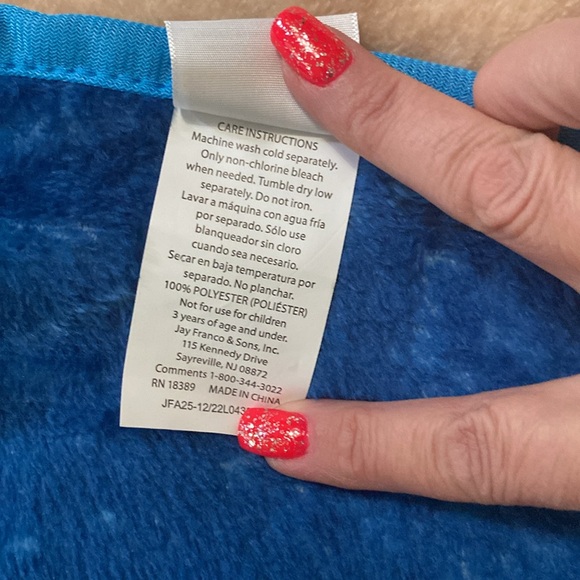 CARE INSTRUCTIONS
Machine wash cold separately.
Only non-chlorine bleach
when needed. Tumble dry low
separately. Do not iron.
Lavar a máquina con agua fría
por separado. Sólo use
blanqueador sin cloro
cuando sea necesario.
Secar en baja temperatura por
separado. No planchar.
100% POLYESTER (POLIÉSTER)
Not for use for children
3 years of age and under.
Jay Franco & Sons, Inc.
115 Kennedy Drive
Sayreville, NJ 08872
Comments 1-800-344-3022
RN 18389 MADE IN CHINA